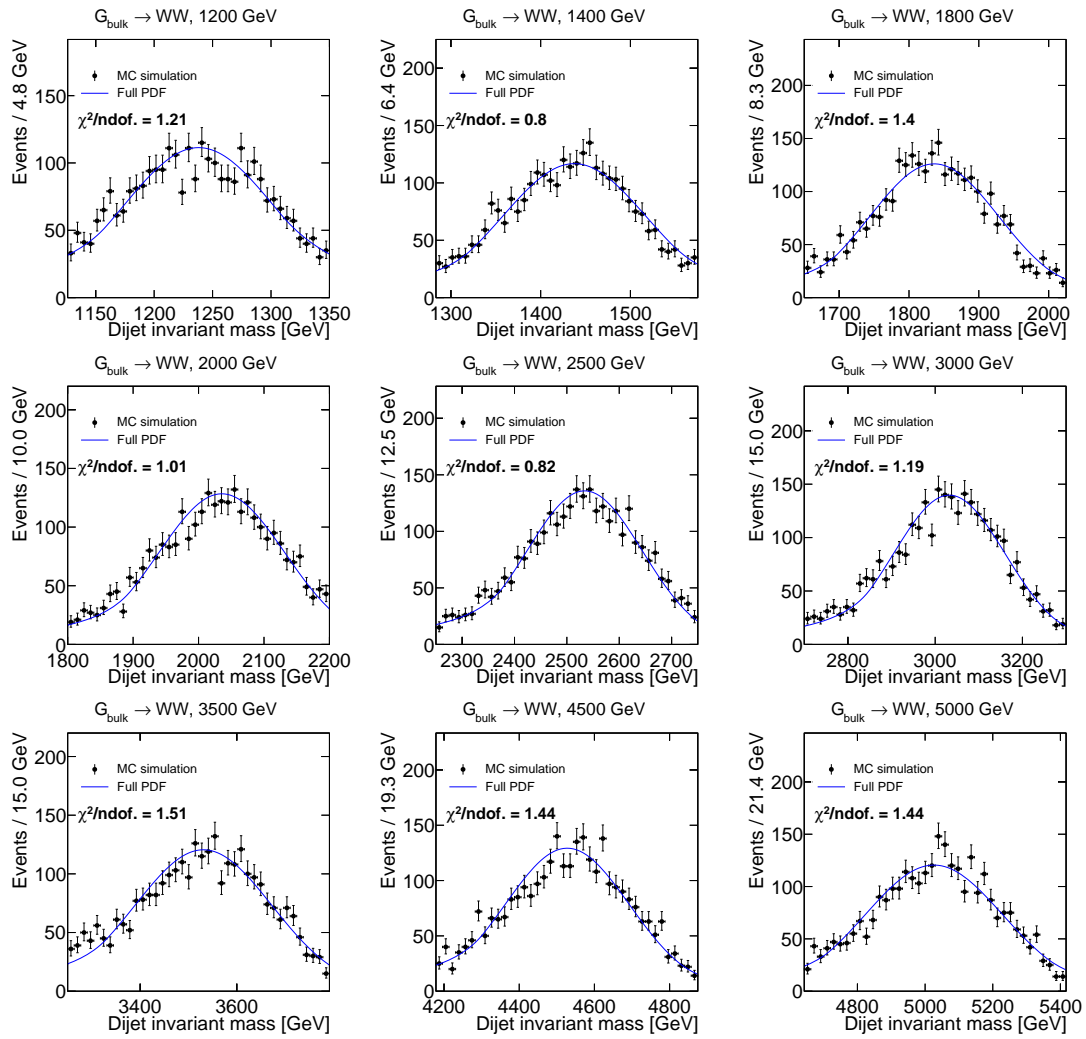 G_bulk → WW, 1200 GeV
Events / 4.8 GeV
MC simulation
Full PDF
χ²/ndof. = 1.21
150
100
50
0
1150 1200 1250 1300 1350
Dijet invariant mass [GeV]
G_bulk → WW, 1400 GeV
Events / 6.4 GeV
MC simulation
Full PDF
χ²/ndof. = 0.8
200
150
100
50
0
1300 1400 1500
Dijet invariant mass [GeV]
G_bulk → WW, 1800 GeV
Events / 8.3 GeV
MC simulation
Full PDF
χ²/ndof. = 1.4
200
150
100
50
0
1700 1800 1900 2000
Dijet invariant mass [GeV]
G_bulk → WW, 2000 GeV
Events / 10.0 GeV
MC simulation
Full PDF
χ²/ndof. = 1.01
200
150
100
50
0
1800 1900 2000 2100 2200
Dijet invariant mass [GeV]
G_bulk → WW, 2500 GeV
Events / 12.5 GeV
MC simulation
Full PDF
χ²/ndof. = 0.82
200
150
100
50
0
2300 2400 2500 2600 2700
Dijet invariant mass [GeV]
G_bulk → WW, 3000 GeV
Events / 15.0 GeV
MC simulation
Full PDF
χ²/ndof. = 1.19
200
150
100
50
0
2800 3000 3200
Dijet invariant mass [GeV]
G_bulk → WW, 3500 GeV
Events / 15.0 GeV
MC simulation
Full PDF
χ²/ndof. = 1.51
200
150
100
50
0
3400 3600
Dijet invariant mass [GeV]
G_bulk → WW, 4500 GeV
Events / 19.3 GeV
MC simulation
Full PDF
χ²/ndof. = 1.44
200
150
100
50
0
4200 4400 4600 4800
Dijet invariant mass [GeV]
G_bulk → WW, 5000 GeV
Events / 21.4 GeV
MC simulation
Full PDF
χ²/ndof. = 1.44
200
150
100
50
0
4800 5000 5200 5400
Dijet invariant mass [GeV]